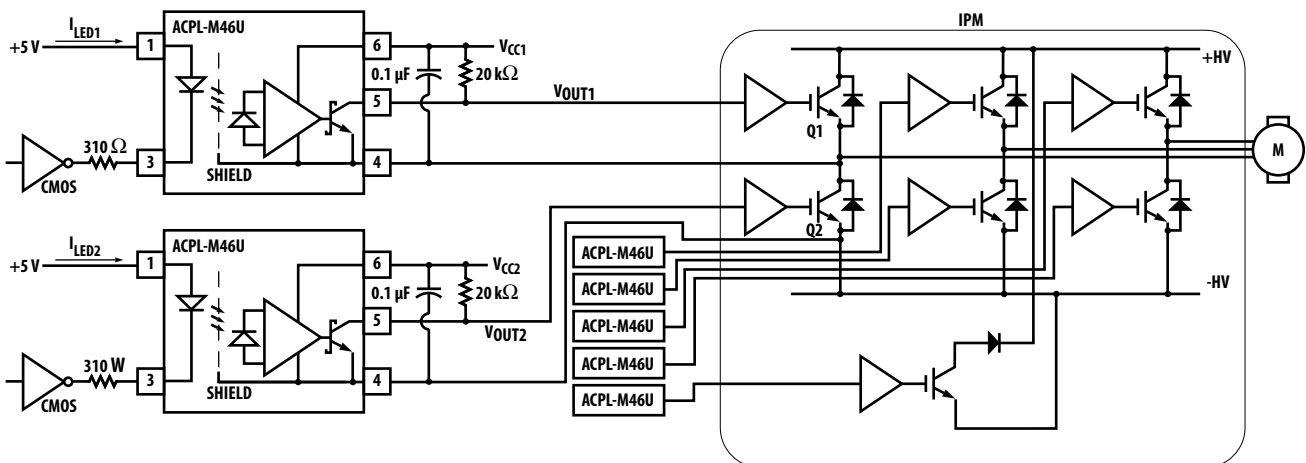 I LED1
ACPL-M46U
IPM
+5 V
1
6
VCC1
+HV
0.1 µF
20 kΩ
5
VOUT1
Q1
310 Ω
M
3
4
CMOS
SHIELD
I LED2
ACPL-M46U
Q2
+5 V
1
6
VCC2
ACPL-M46U
0.1 µF
20 kΩ
ACPL-M46U
-HV
5
VOUT2
ACPL-M46U
310 W
ACPL-M46U
3
4
ACPL-M46U
CMOS
SHIELD